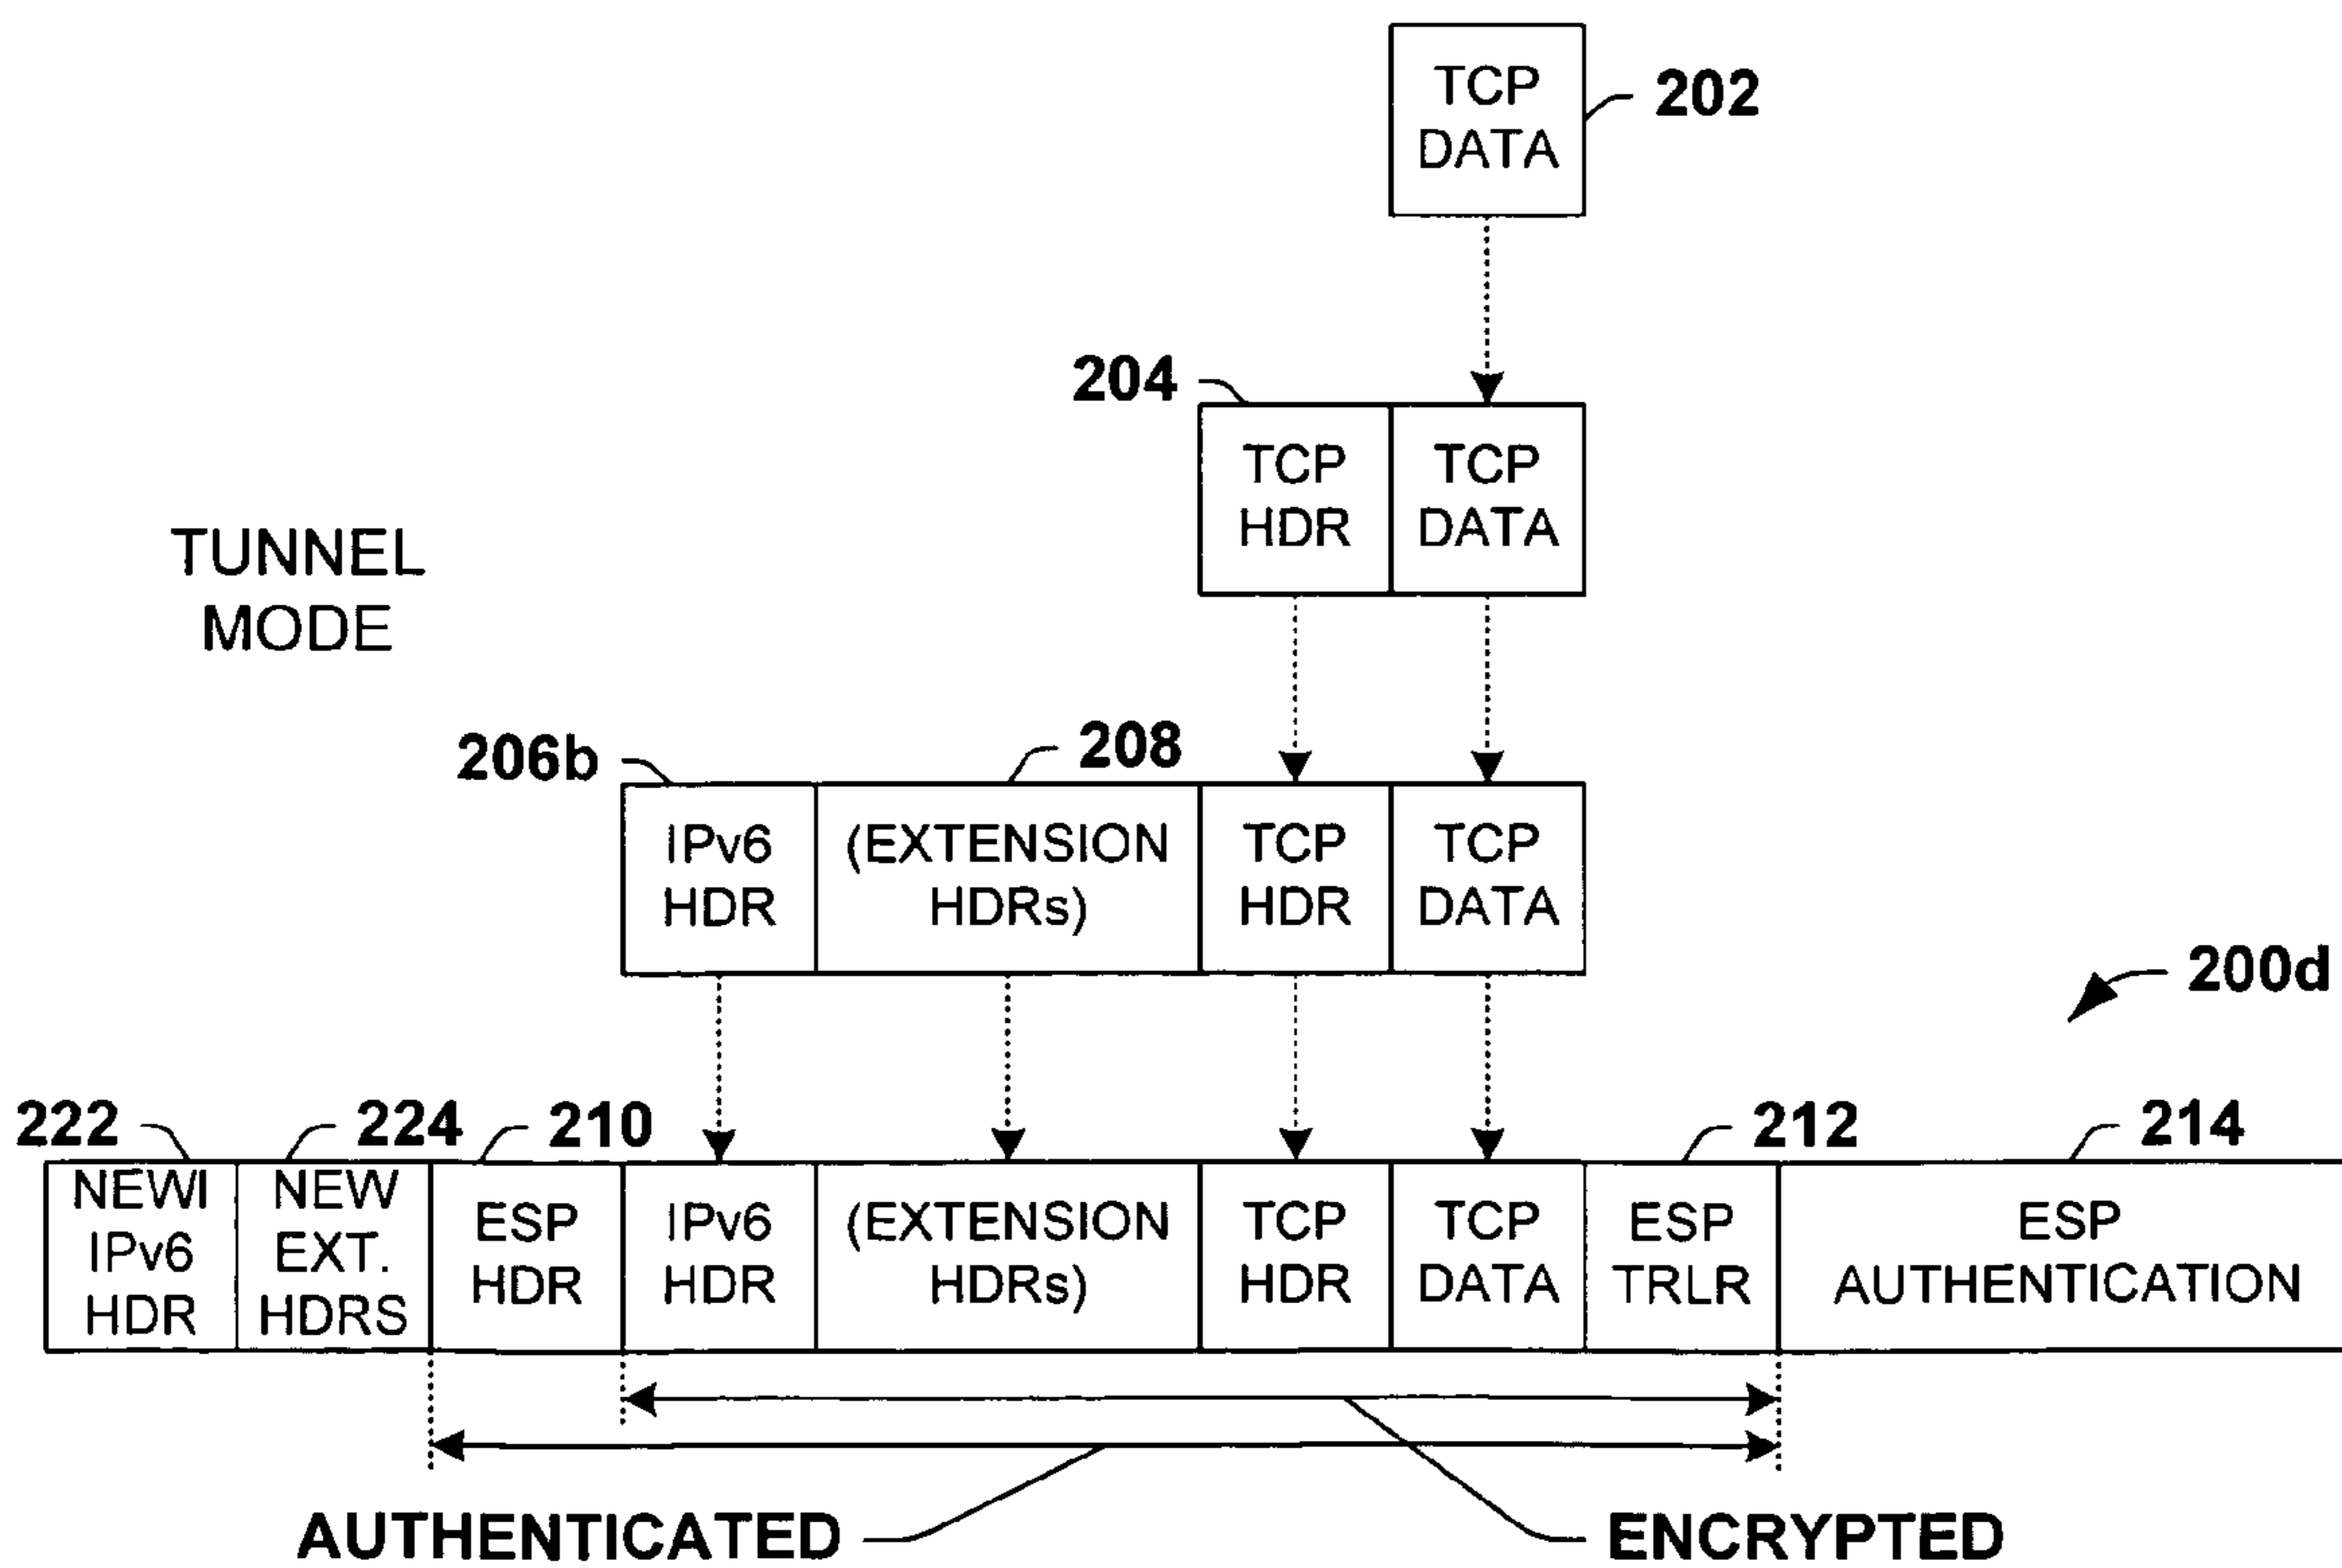 TCP
DATA
202
204
TCP
HDR
TCP
DATA
TUNNEL
MODE
206b
208
IPv6
HDR
(EXTENSION
HDRs)
TCP
HDR
TCP
DATA
200d
222
224
210
212
214
NEWI
IPv6
HDR
NEW
EXT.
HDRS
ESP
HDR
IPv6
HDR
(EXTENSION
HDRs)
TCP
HDR
TCP
DATA
ESP
TRLR
ESP
AUTHENTICATION
AUTHENTICATED
ENCRYPTED